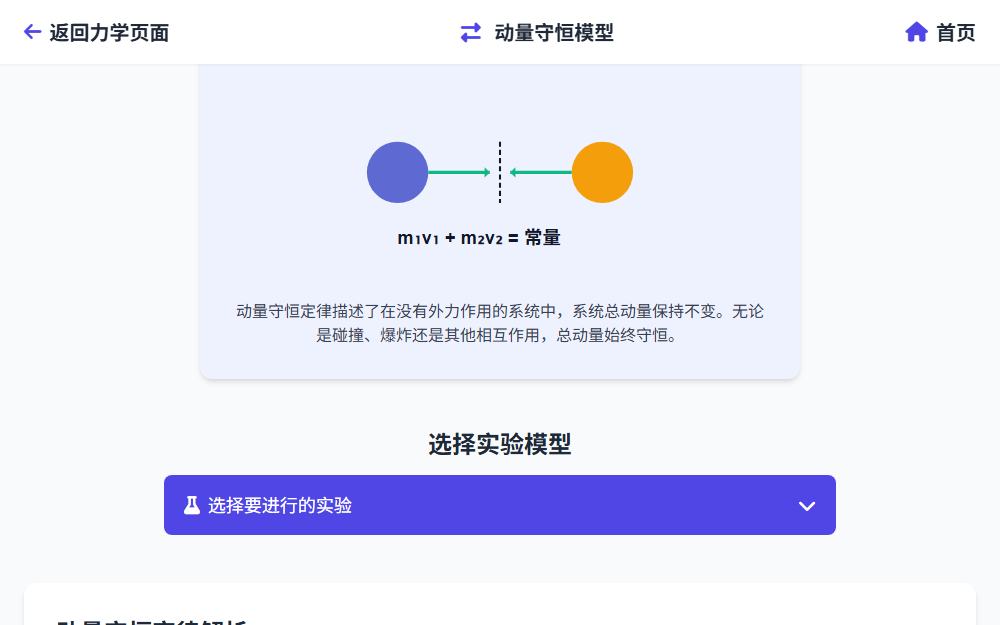 返回力学页面
动量守恒模型
首页
m₁v₁ + m₂v₂ = 常量
动量守恒定律描述了在没有外力作用的系统中，系统总动量保持不变。无论
是碰撞、爆炸还是其他相互作用，总动量始终守恒。
选择实验模型
选择要进行的实验